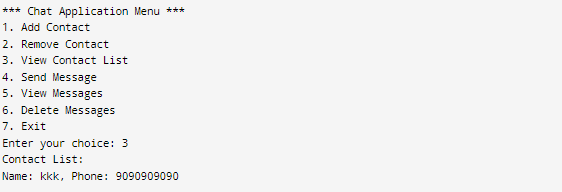 *** Chat Application Menu ***
1. Add Contact
2. Remove Contact
3. View Contact List
4. Send Message
5. View Messages
6. Delete Messages
7. Exit
Enter your choice: 3
Contact List:
Name: kkk, Phone: 9090909090